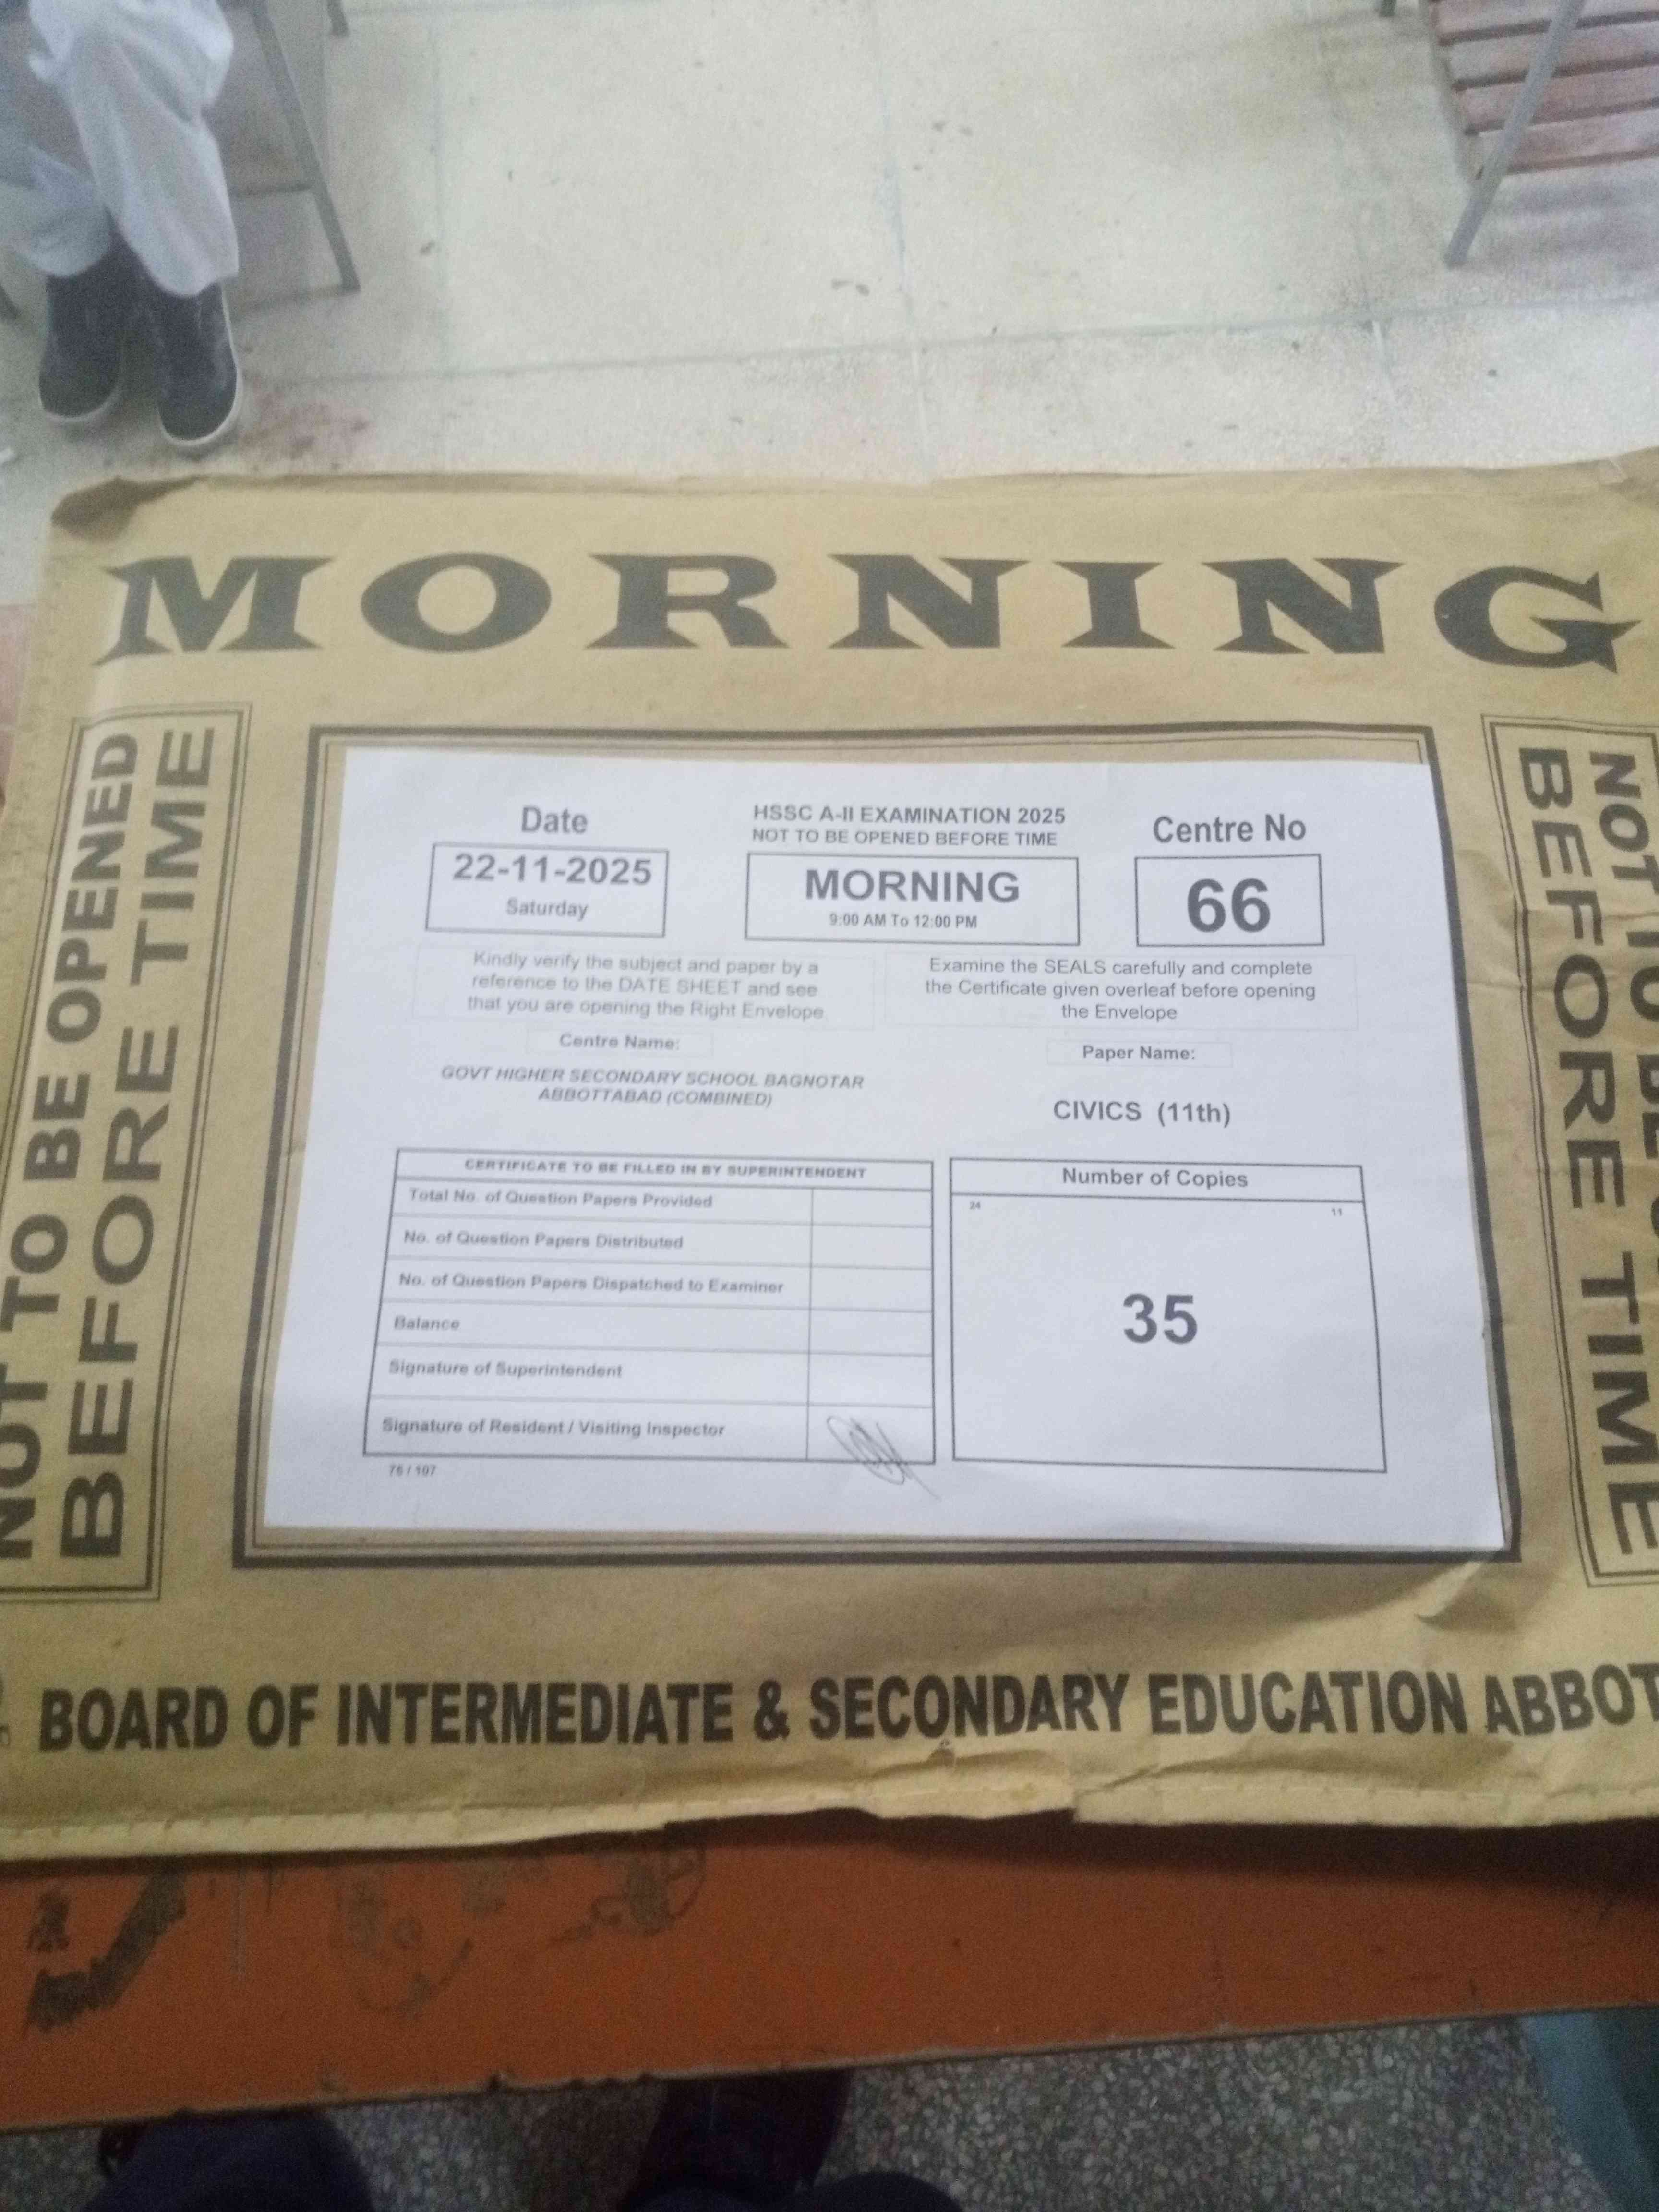 MORNING
NOT TO BE OPENED
BEFORE TIME
Date
22-11-2025
Saturday
HSSC A-II EXAMINATION 2025
NOT TO BE OPENED BEFORE TIME
MORNING
9:00 AM To 12:00 PM
Centre No
66
Kindly verify the subject and paper by a
reference to the DATE SHEET and see
that you are opening the Right Envelope
Examine the SEALS carefully and complete
the Certificate given overleaf before opening
the Envelope
Centre Name:
GOVT HIGHER SECONDARY SCHOOL BAGNOTAR
ABBOTTABAD (COMBINED)
Paper Name:
CIVICS (11th)
CERTIFICATE TO BE FILLED IN BY SUPERINTENDENT
Total No. of Question Papers Provided
No. of Question Papers Distributed
No. of Question Papers Dispatched to Examiner
Balance
Signature of Superintendent
Signature of Resident / Visiting Inspector
76 / 107
Number of Copies
24 11
35
NOT TO BE O
BEFORE TIME
BOARD OF INTERMEDIATE & SECONDARY EDUCATION ABBOT